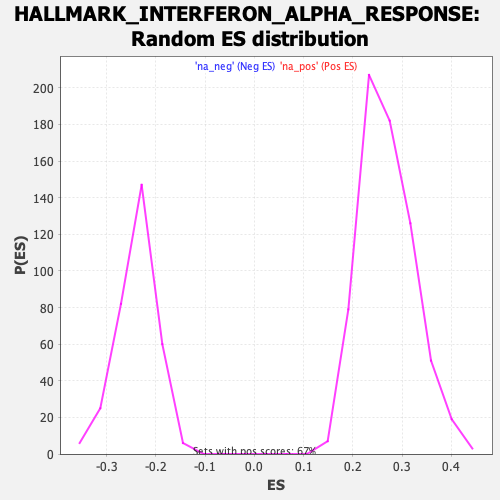 HALLMARK_INTERFERON_ALPHA_RESPONSE:
Random ES distribution
'na_neg' (Neg ES) 'na_pos' (Pos ES)
200
180
160
140
120
100
80
60
40
20
0
P(ES)
Sets with pos scores: 67%
-0.3 -0.2 -0.1 0.0 0.1 0.2 0.3 0.4
ES